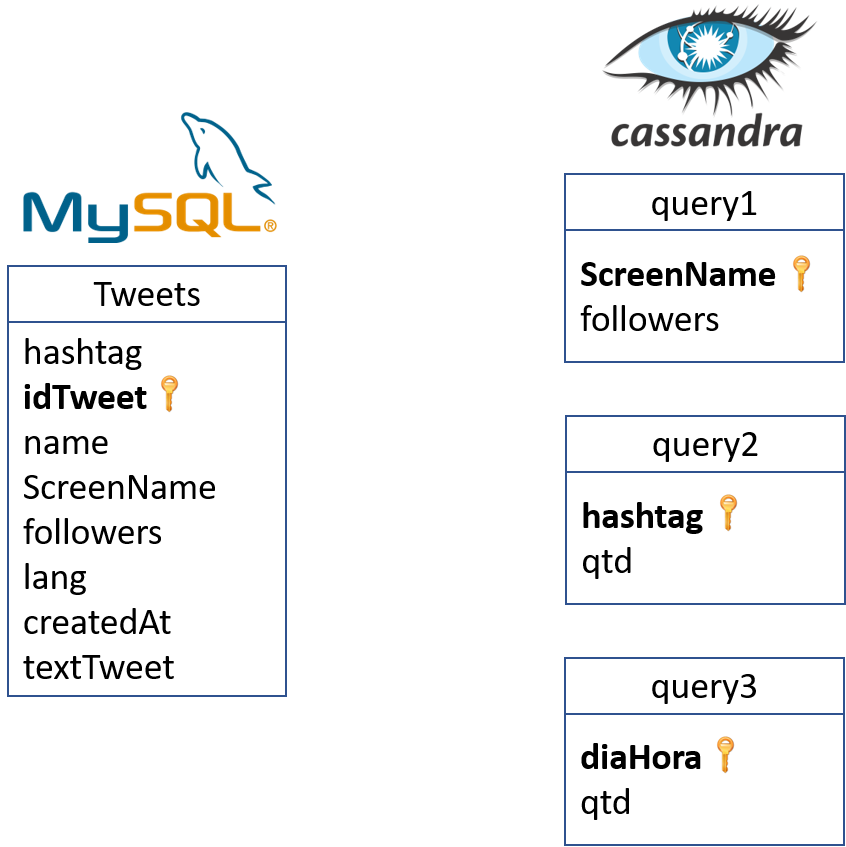 MySQL®
Tweets
hashtag
idTweet
name
ScreenName
followers
lang
createdAt
textTweet
cassandra
query1
ScreenName
followers
query2
hashtag
qtd
query3
diaHora
qtd